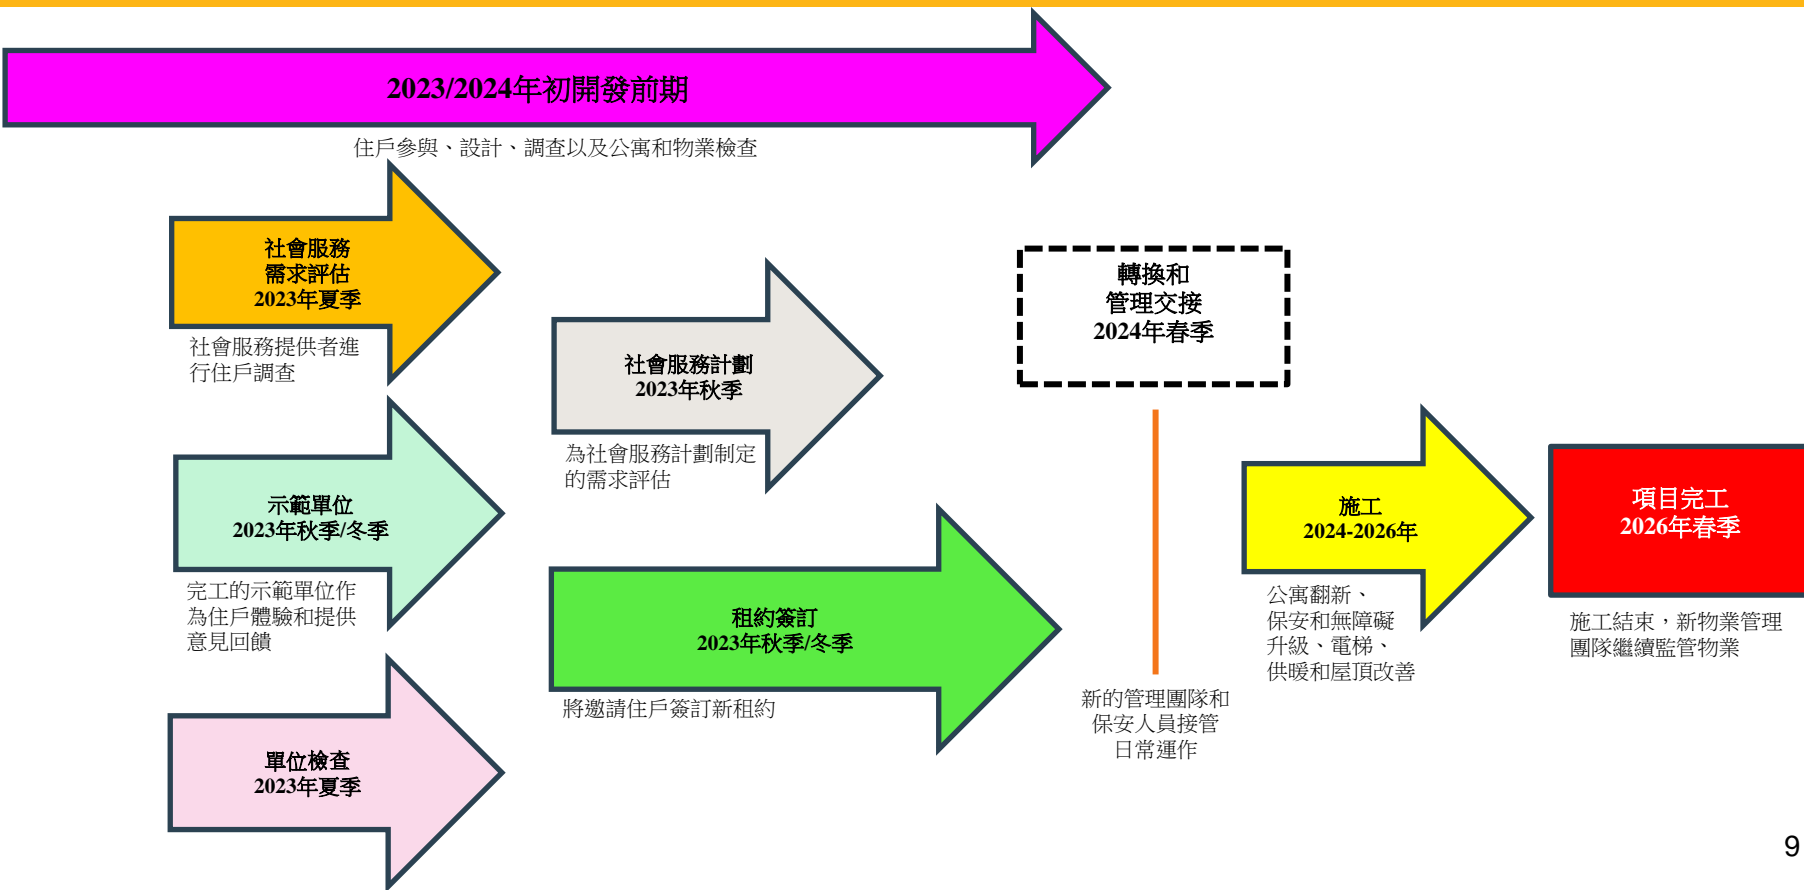 2023/2024年初開發前期
住戶參與、設計、調查以及公寓和物業檢查
社會服務
需求評估
2023年夏季
社會服務提供者進
行住戶調查
社會服務計劃
2023年秋季
為社會服務計劃制定
的需求評估
轉換和
管理交接
2024年春季
新的管理團隊和
保安人員接管
日常運作
示範單位
2023年秋季/冬季
完工的示範單位作
為住戶體驗和提供
意見回饋
租約簽訂
2023年秋季/冬季
將邀請住戶簽訂新租約
施工
2024-2026年
公寓翻新、
保安和無障礙
升級、電梯、
供暖和屋頂改善
項目完工
2026年春季
施工結束，新物業管理
團隊繼續監管物業
單位檢查
2023年夏季
9